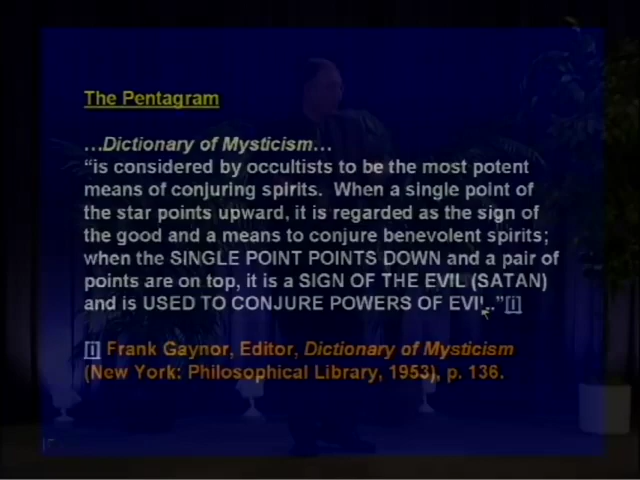 The Pentagram
…Dictionary of Mysticism…
“is considered by occultists to be the most potent
means of conjuring spirits. When a single point of
the star points upward, it is regarded as the sign of
the good and a means to conjure benevolent spirits;
when the SINGLE POINT POINTS DOWN and a pair of
points are on top, it is a SIGN OF THE EVIL (SATAN)
and is USED TO CONJURE POWERS OF EVIL.”[i]
[i] Frank Gaynor, Editor, Dictionary of Mysticism
(New York: Philosophical Library, 1953), p. 136.